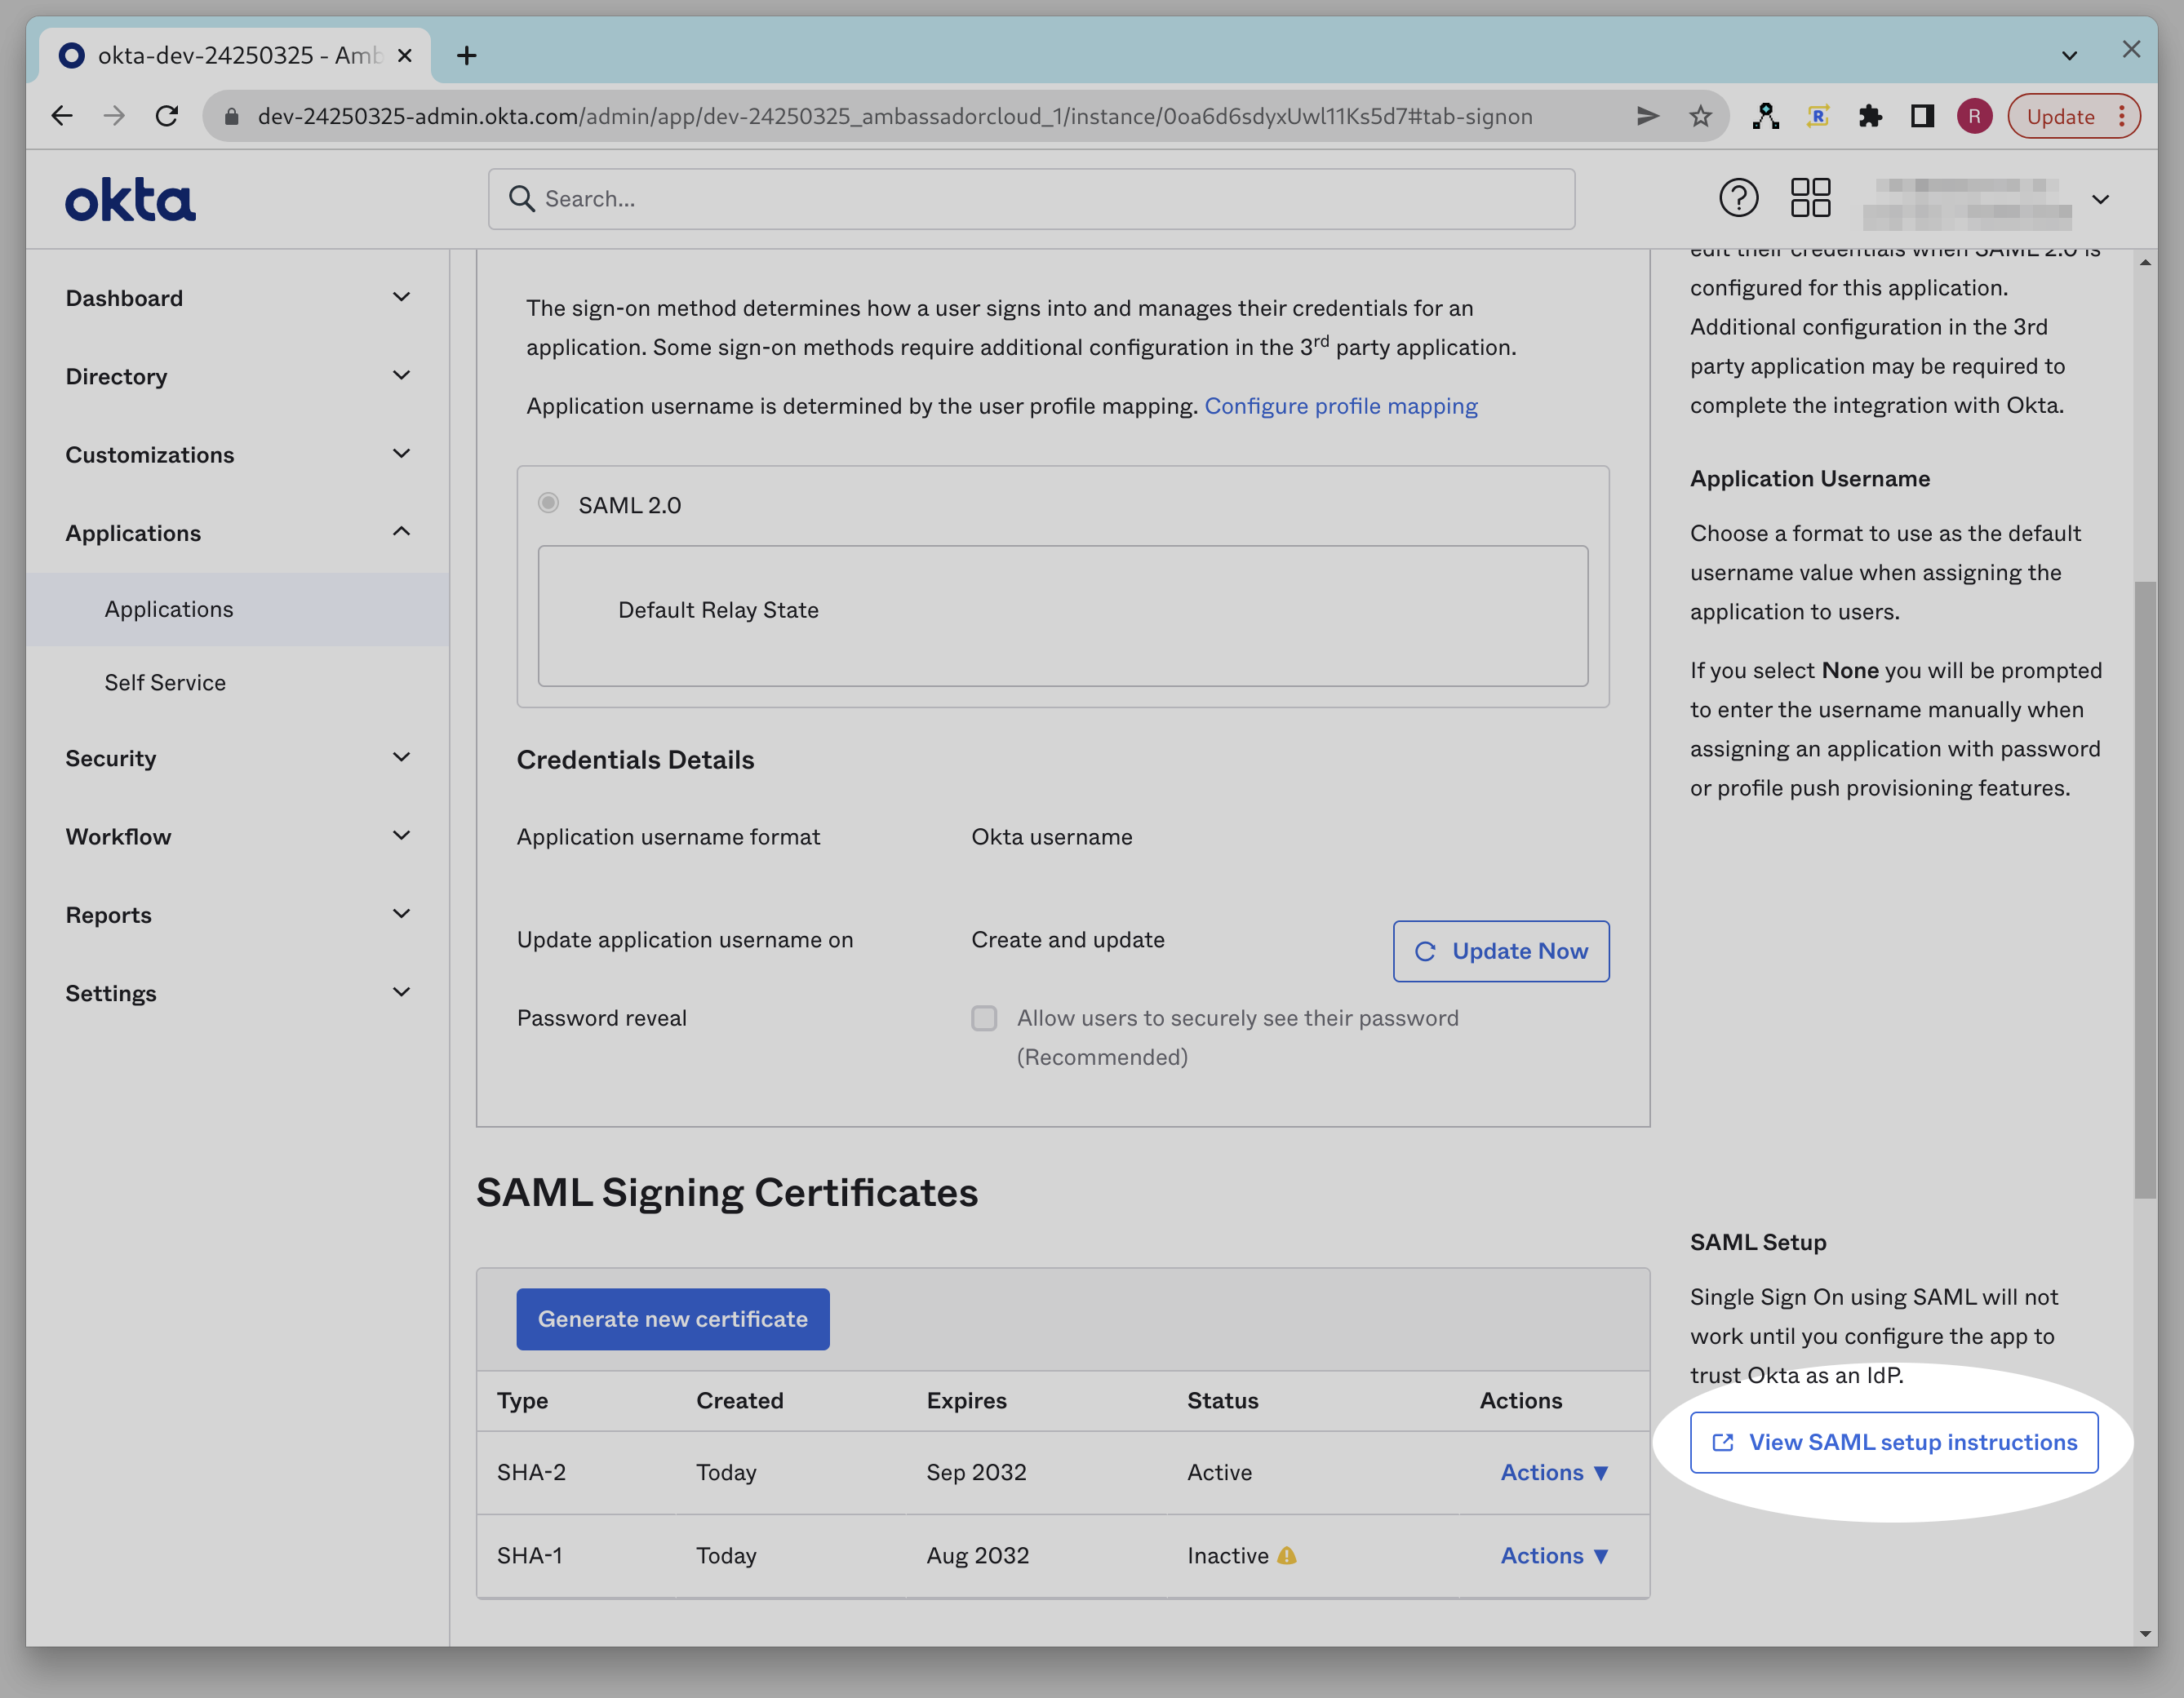 okta-dev-24250325 - Amb
dev-24250325-admin.okta.com/admin/app/dev-24250325_ambassadorcloud_1/instance/0oa6d6sdyxUwl11Ks5d7#tab-signon
R
R
Update
okta
Search...
Dashboard
Directory
Customizations
Applications
Applications
Self Service
Security
Workflow
Reports
Settings
The sign-on method determines how a user signs into and manages their credentials for an
application. Some sign-on methods require additional configuration in the 3rd party application.
Application username is determined by the user profile mapping. Configure profile mapping
SAML 2.0
Default Relay State
Credentials Details
Application username format
Okta username
Update application username on
Create and update
Update Now
Password reveal
Allow users to securely see their password
(Recommended)
SAML Signing Certificates
Generate new certificate
Type Created Expires Status Actions
SHA-2 Today Sep 2032 Active Actions ▼
SHA-1 Today Aug 2032 Inactive Actions ▼
edit their credentials when SAML 2.0 is
configured for this application.
Additional configuration in the 3rd
party application may be required to
complete the integration with Okta.
Application Username
Choose a format to use as the default
username value when assigning the
application to users.
If you select None you will be prompted
to enter the username manually when
assigning an application with password
or profile push provisioning features.
SAML Setup
Single Sign On using SAML will not
work until you configure the app to
trust Okta as an IdP.
View SAML setup instructions